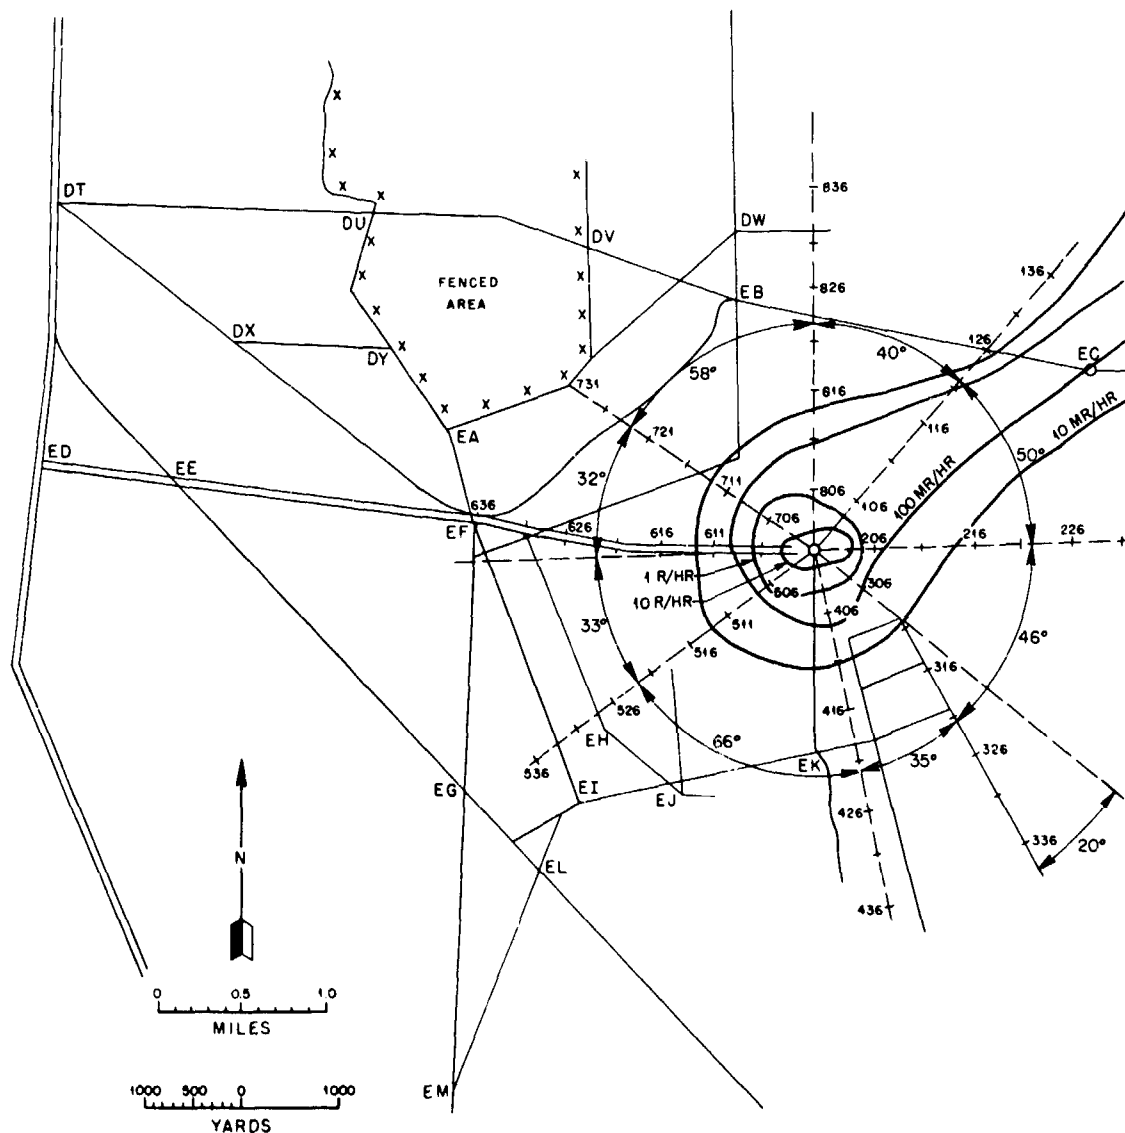 DT
DU
DV
DW
836
136
FENCED
AREA
826
EB
DX
DY
126
EC
40°
58°
731
616
EA
721
116
10 MR/HR
100 MR/HR
50°
ED
EE
32°
711
806
106
636
EF
626
616
611
706
206
216
226
1 R/HR
10 R/HR
606
306
406
33°
511
46°
516
316
526
416
EH
66°
35°
326
536
EK
EG
EI
EJ
426
336
20°
N
EL
436
0 0.5 1.0
MILES
1000 500 0 1000
YARDS
EM